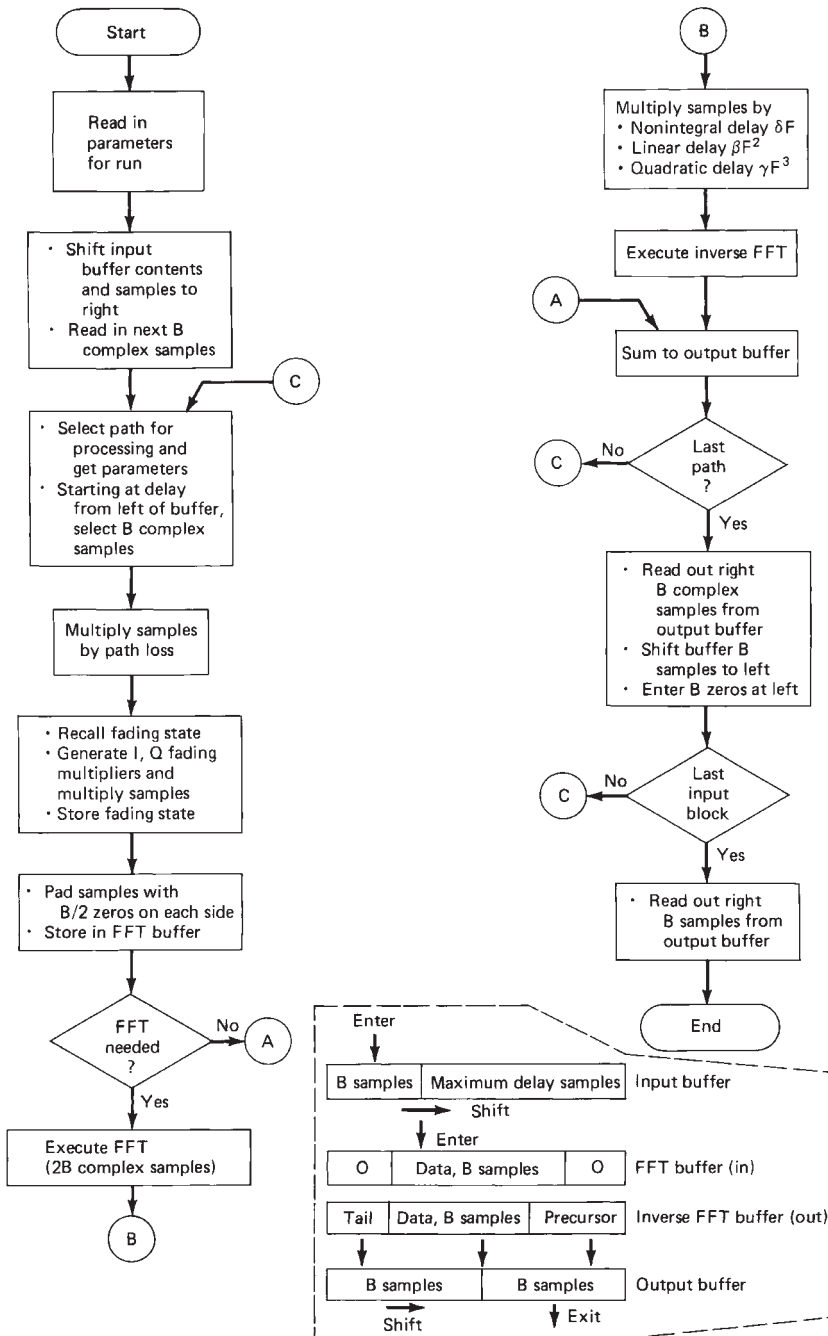 Start
Read in
parameters
for run
· Shift input
buffer contents
and samples to
right
· Read in next B
complex samples
C
· Select path for
processing and
get parameters
· Starting at delay
from left of buffer,
select B complex
samples
Multiply samples
by path loss
· Recall fading state
· Generate I, Q fading
multipliers and
multiply samples
· Store fading state
· Pad samples with
B/2 zeros on each side
· Store in FFT buffer
FFT
needed
?
No
A
Yes
Execute FFT
(2B complex samples)
B
B
Multiply samples by
• Nonintegral delay δF
• Linear delay βF²
• Quadratic delay γF³
Execute inverse FFT
A
Sum to output buffer
Last
path
?
No
C
Yes
· Read out right
B complex
samples from
output buffer
· Shift buffer B
samples to left
· Enter B zeros at left
Last
input
block
No
C
Yes
· Read out right
B samples from
output buffer
End
Enter
B samples Maximum delay samples Input buffer
Shift
Enter
O Data, B samples O FFT buffer (in)
Tail Data, B samples Precursor Inverse FFT buffer (out)
B samples B samples Output buffer
Shift Exit